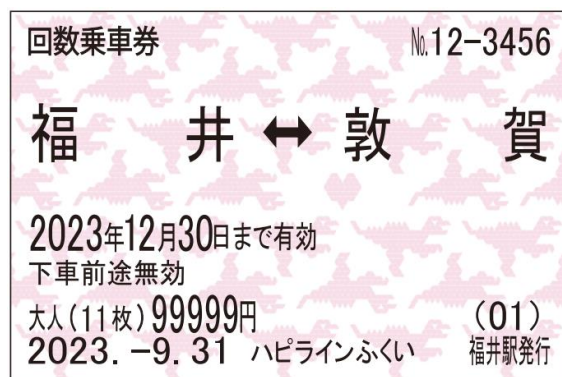 回数乗車券 №12-3456
福井↔敦賀
2023年12月30日まで有効
下車前途無効
大人(11枚)99999円 (01)
2023.-9.31 ハピラインふくい 福井駅発行